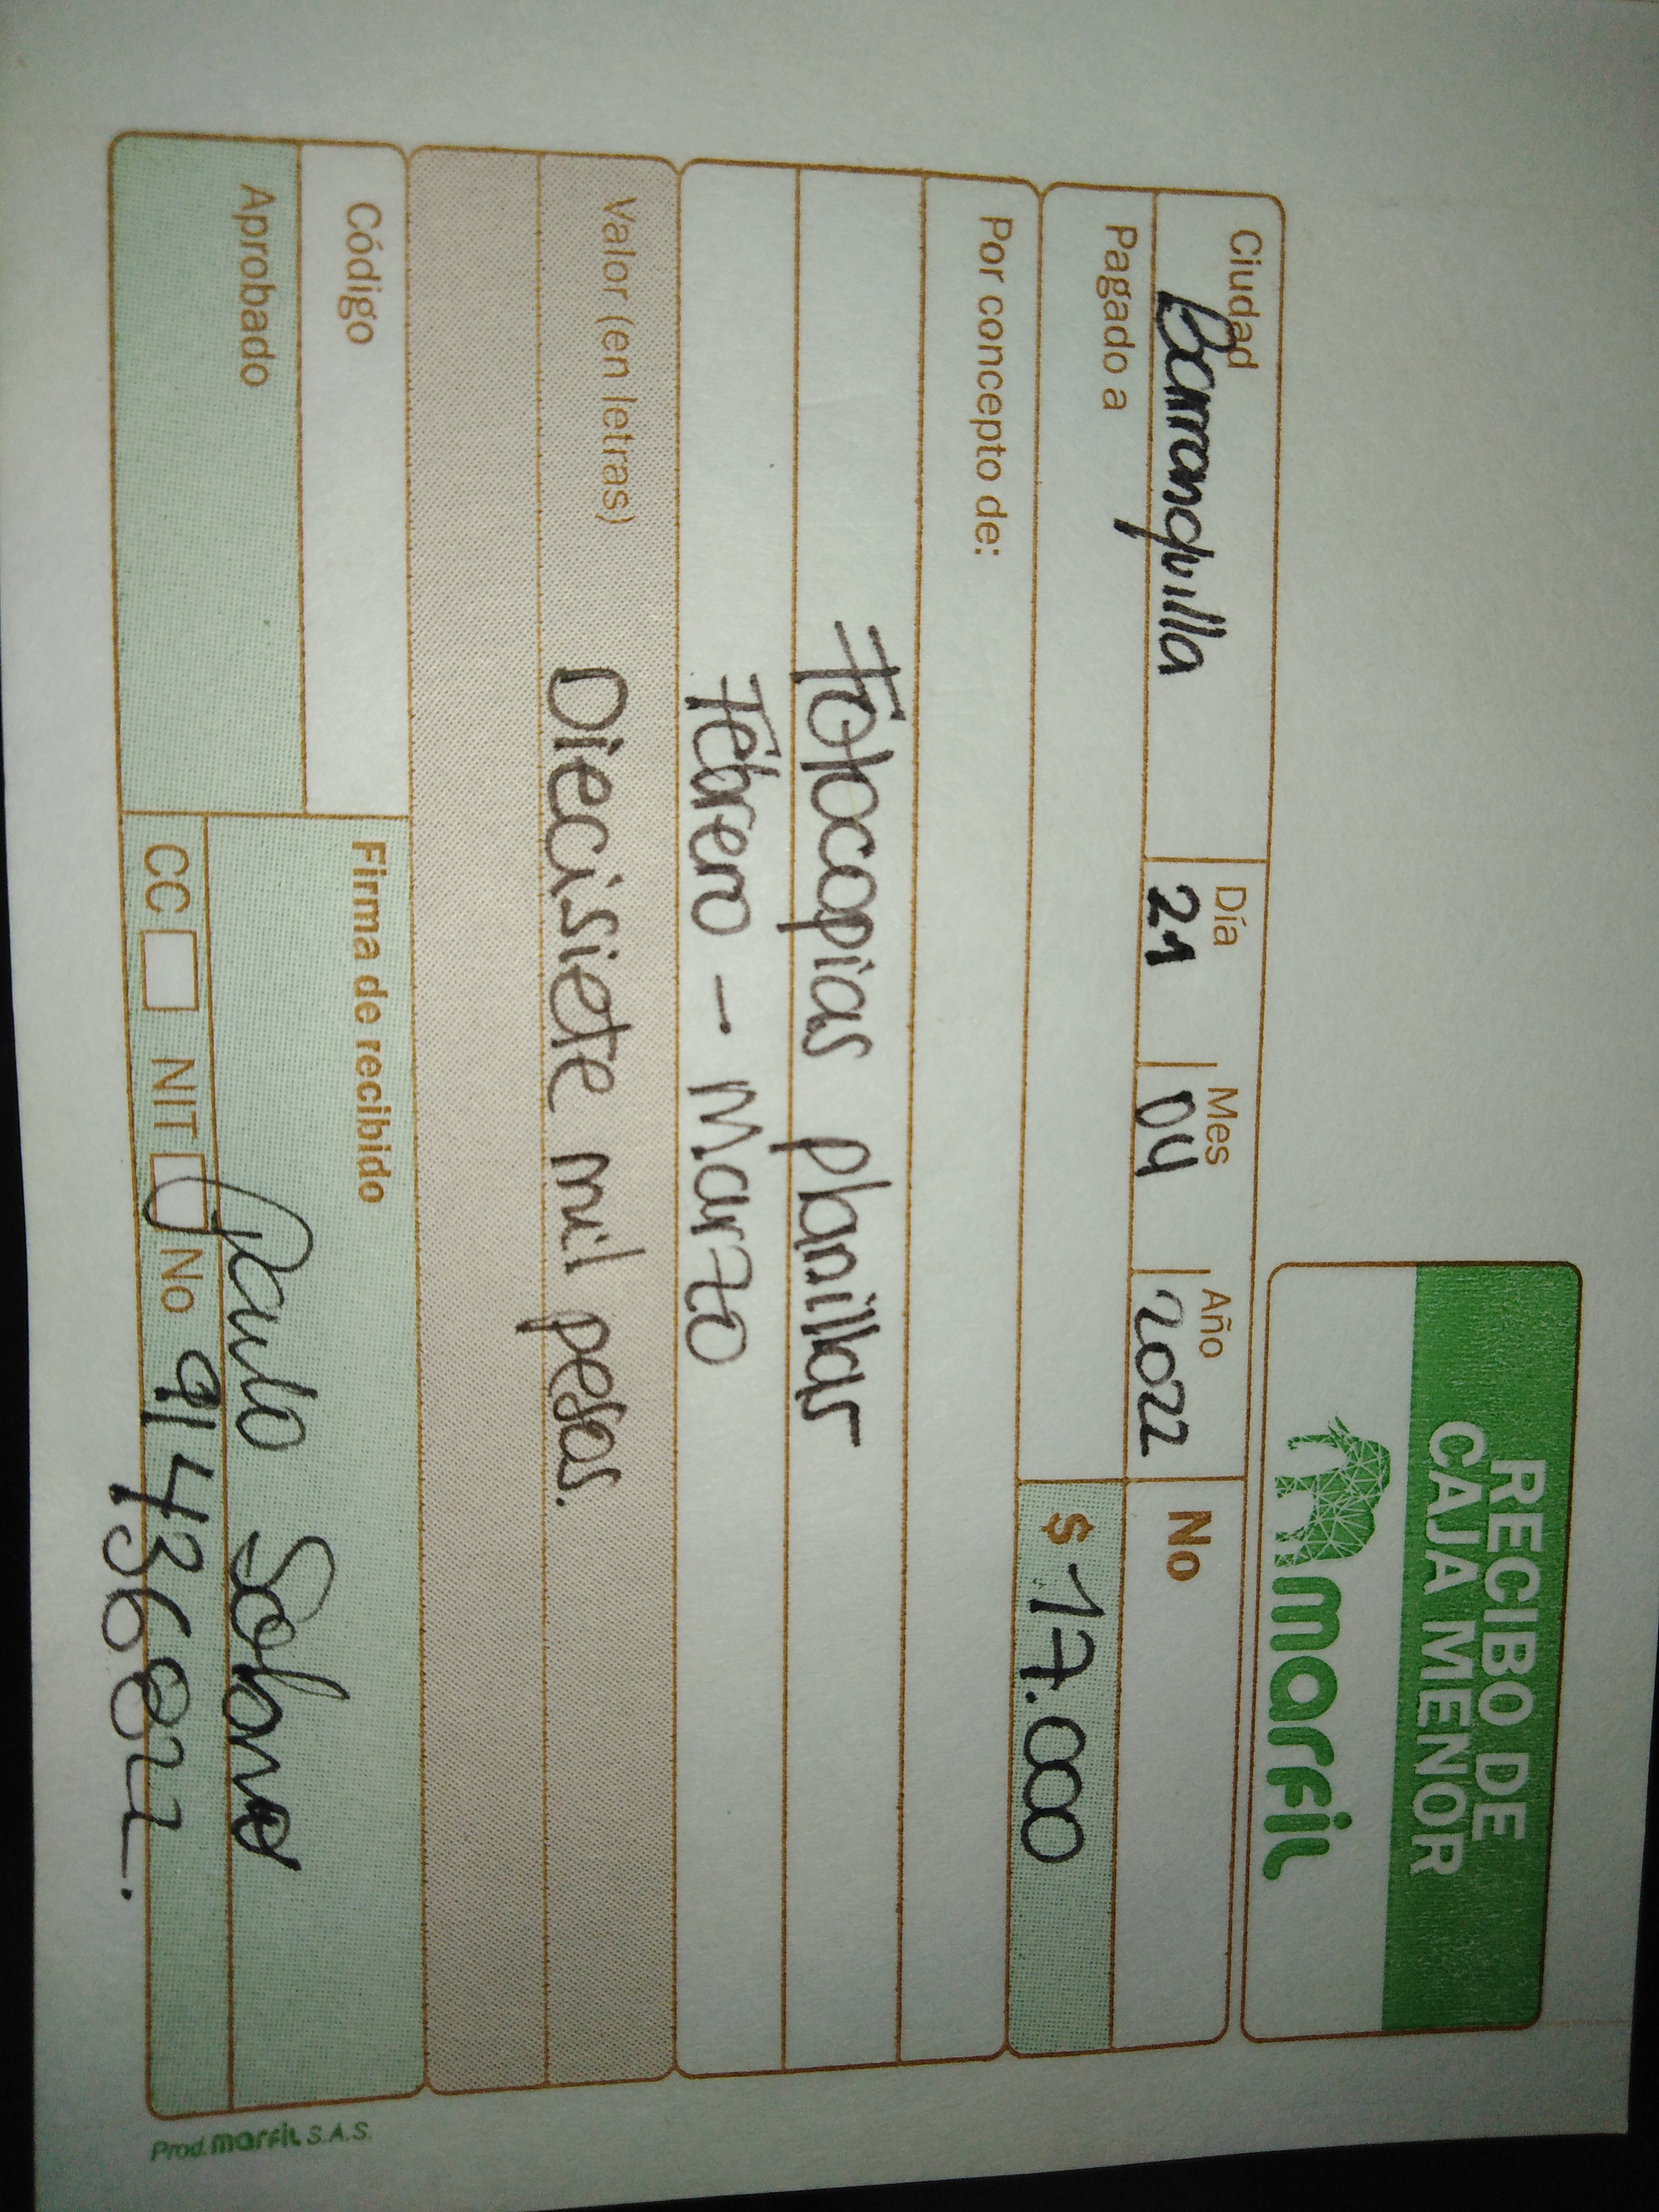 RECIBO DE
CAJA MENOR
marfil
Ciudad Barranquilla Día 21 Mes 04 Año 2022 No
Pagado a $ 17.000
Por concepto de:
Fotocopias planillas
Febrero - Marzo
Valor (en letras) Diecisiete mil pesos.
Código
Aprobado
Firma de recibido
Paulo Solano
CC NIT No 91436822.
Prod. marfil S.A.S.